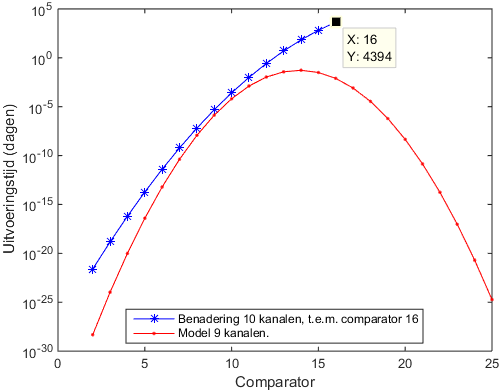 10^5
10^0
10^-5
10^-10
10^-15
10^-20
10^-25
10^-30
Uitvoeringstijd (dagen)
X: 16
Y: 4394
Benadering 10 kanalen, t.e.m. comparator 16
Model 9 kanalen.
0 5 10 15 20 25
Comparator